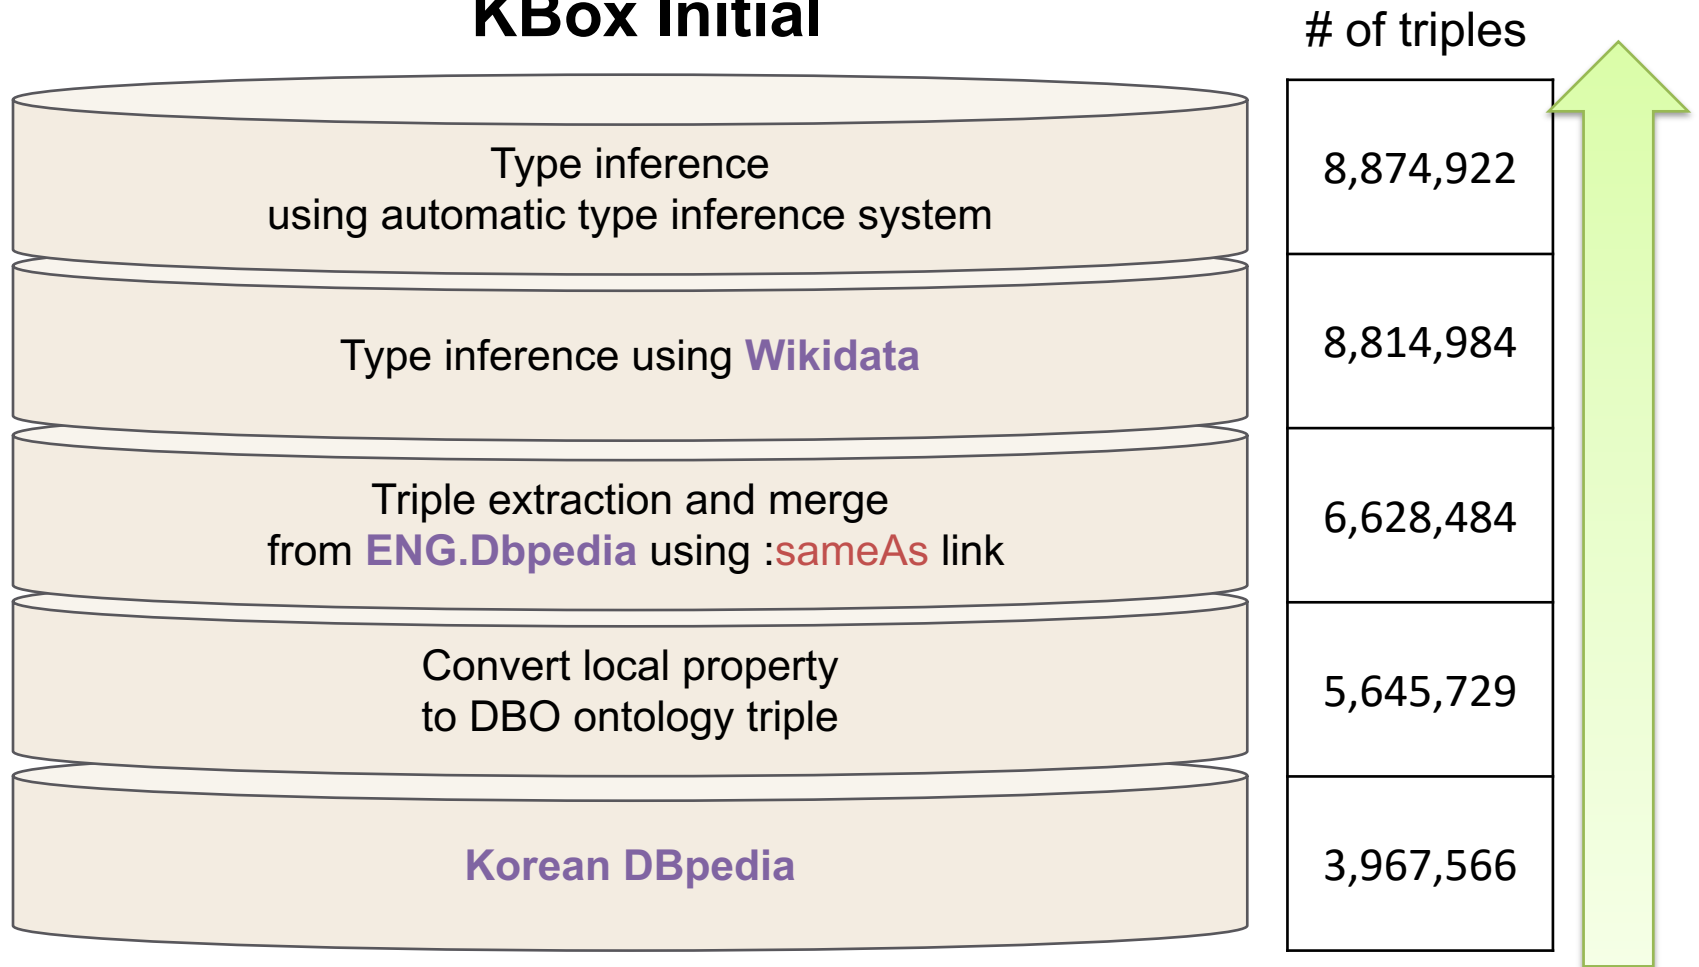 KBox Initial
# of triples
Type inference
using automatic type inference system
8,874,922
Type inference using Wikidata
8,814,984
Triple extraction and merge
from ENG.Dbpedia using :sameAs link
6,628,484
Convert local property
to DBO ontology triple
5,645,729
Korean DBpedia
3,967,566